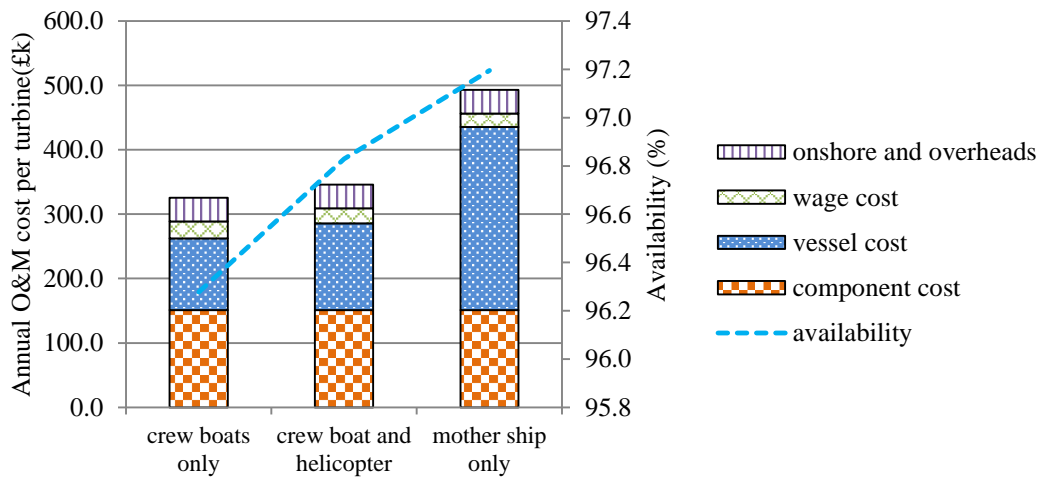 Annual O&M cost per turbine(£k)
600.0
500.0
400.0
300.0
200.0
100.0
0.0
97.4
97.2
97.0
96.8
96.6
96.4
96.2
96.0
95.8
Availability (%)
crew boats
only
crew boat and
helicopter
mother ship
only
onshore and overheads
wage cost
vessel cost
component cost
availability